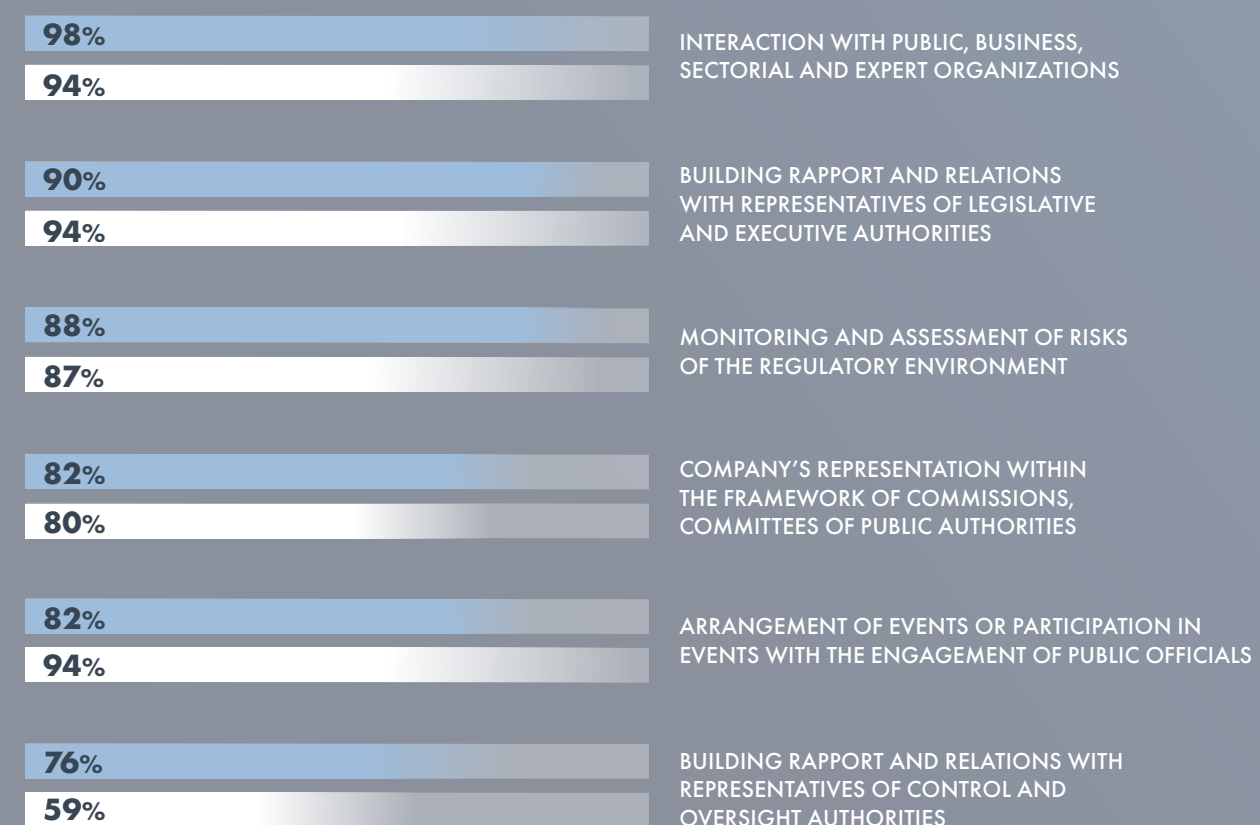 98%
94%
INTERACTION WITH PUBLIC, BUSINESS,
SECTORIAL AND EXPERT ORGANIZATIONS
90%
94%
BUILDING RAPPORT AND RELATIONS
WITH REPRESENTATIVES OF LEGISLATIVE
AND EXECUTIVE AUTHORITIES
88%
87%
MONITORING AND ASSESSMENT OF RISKS
OF THE REGULATORY ENVIRONMENT
82%
80%
COMPANY’S REPRESENTATION WITHIN
THE FRAMEWORK OF COMMISSIONS,
COMMITTEES OF PUBLIC AUTHORITIES
82%
94%
ARRANGEMENT OF EVENTS OR PARTICIPATION IN
EVENTS WITH THE ENGAGEMENT OF PUBLIC OFFICIALS
76%
59%
BUILDING RAPPORT AND RELATIONS WITH
REPRESENTATIVES OF CONTROL AND
OVERSIGHT AUTHORITIES